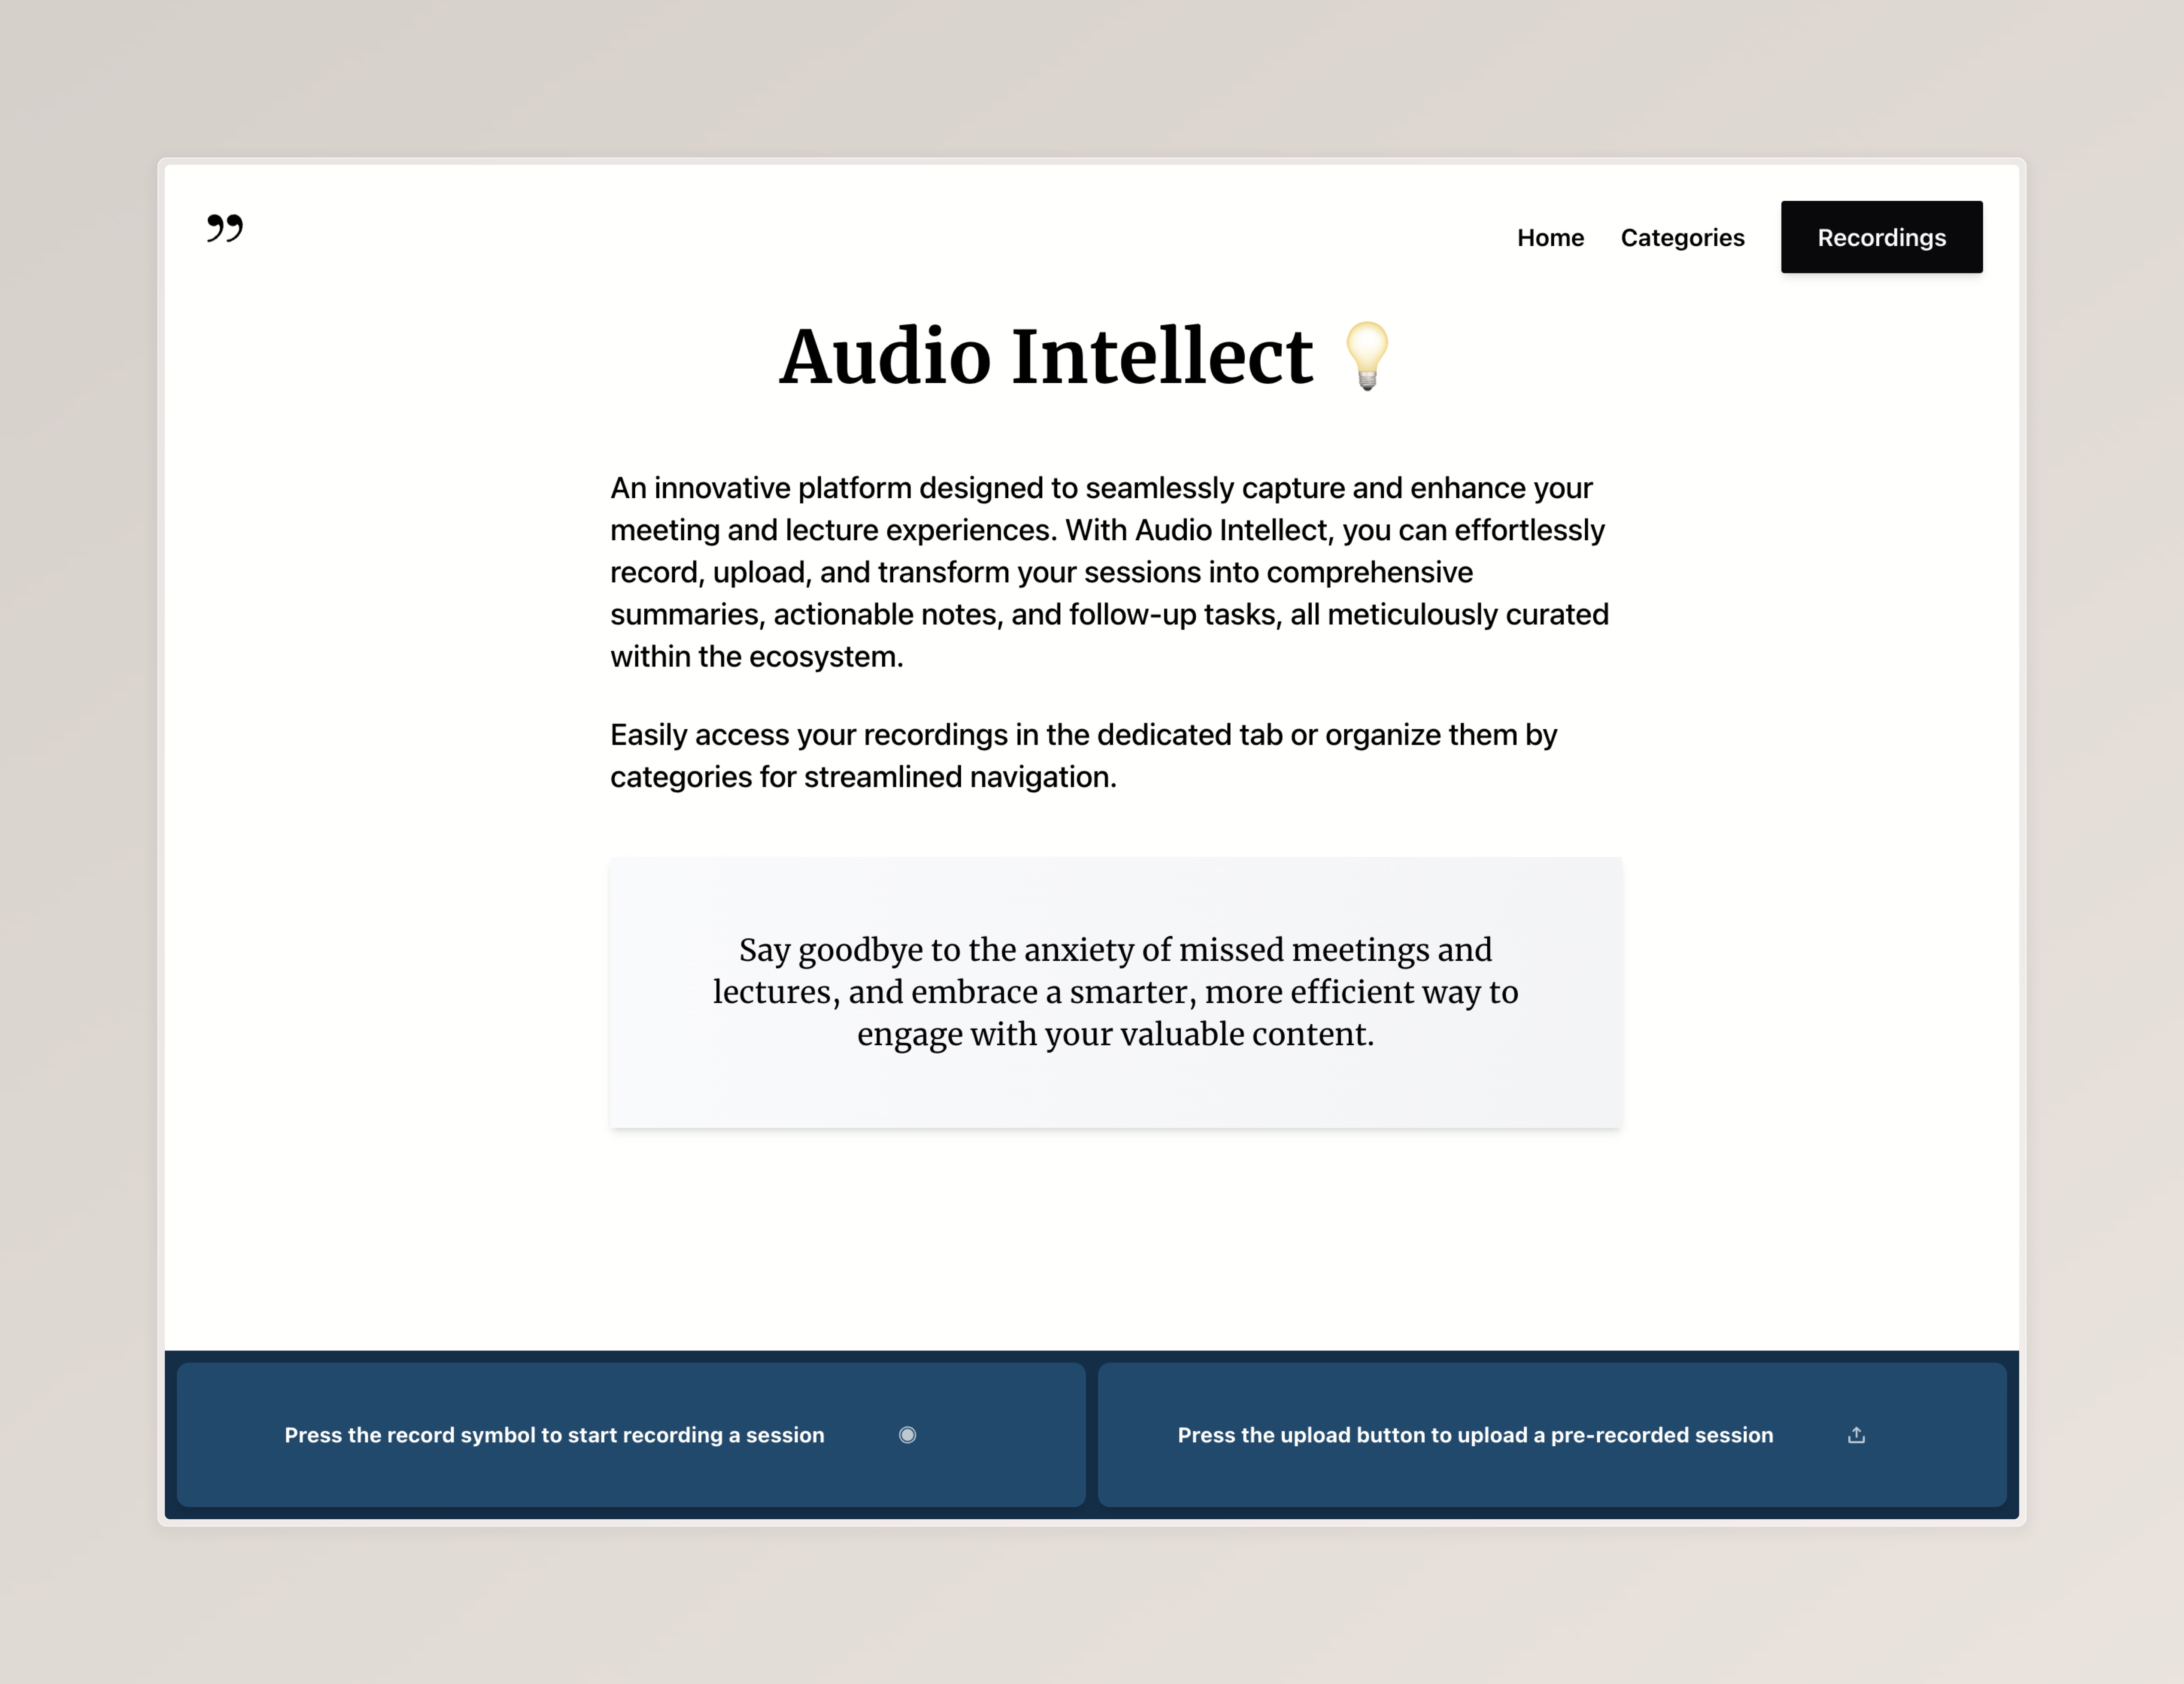 ”
Home Categories Recordings
Audio Intellect 💡
An innovative platform designed to seamlessly capture and enhance your
meeting and lecture experiences. With Audio Intellect, you can effortlessly
record, upload, and transform your sessions into comprehensive
summaries, actionable notes, and follow-up tasks, all meticulously curated
within the ecosystem.
Easily access your recordings in the dedicated tab or organize them by
categories for streamlined navigation.
Say goodbye to the anxiety of missed meetings and
lectures, and embrace a smarter, more efficient way to
engage with your valuable content.
Press the record symbol to start recording a session
Press the upload button to upload a pre-recorded session